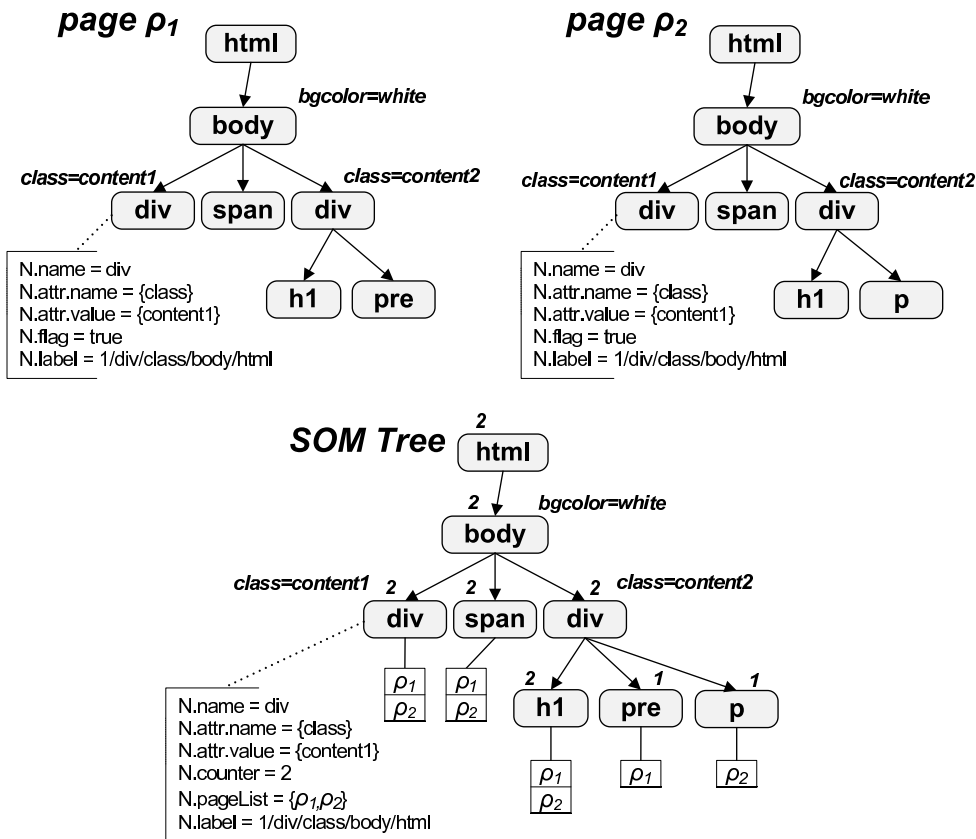 page ρ1
html
bgcolor=white
body
class=content1
class=content2
div
span
div
N.name = div
N.attr.name = {class}
N.attr.value = {content1}
N.flag = true
N.label = 1/div/class/body/html
h1
pre
page ρ2
html
bgcolor=white
body
class=content1
class=content2
div
span
div
N.name = div
N.attr.name = {class}
N.attr.value = {content1}
N.flag = true
N.label = 1/div/class/body/html
h1
p
SOM Tree
2
html
2
bgcolor=white
body
class=content1
2
2
2
class=content2
div
span
div
ρ1
ρ2
ρ1
ρ2
2
1
1
h1
pre
p
ρ1
ρ2
ρ1
ρ2
N.name = div
N.attr.name = {class}
N.attr.value = {content1}
N.counter = 2
N.pageList = {ρ1,ρ2}
N.label = 1/div/class/body/html